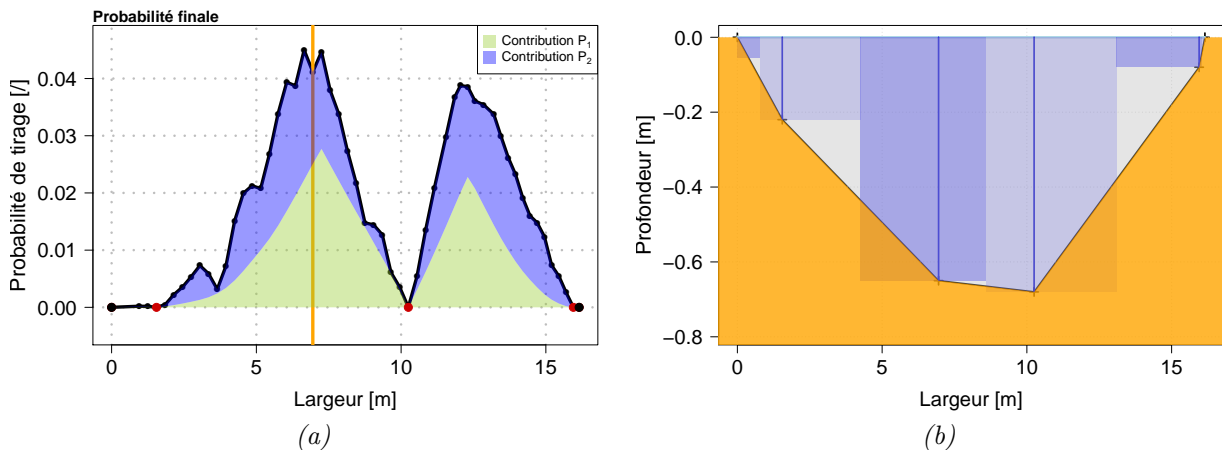 Probabilité finale
Probabilité de tirage [/]
0.04
0.03
0.02
0.01
0.00
Contribution P1
Contribution P2
0 5 10 15
Largeur [m]
(a)
Profondeur [m]
0.0
−0.2
−0.4
−0.6
−0.8
0 5 10 15
Largeur [m]
(b)